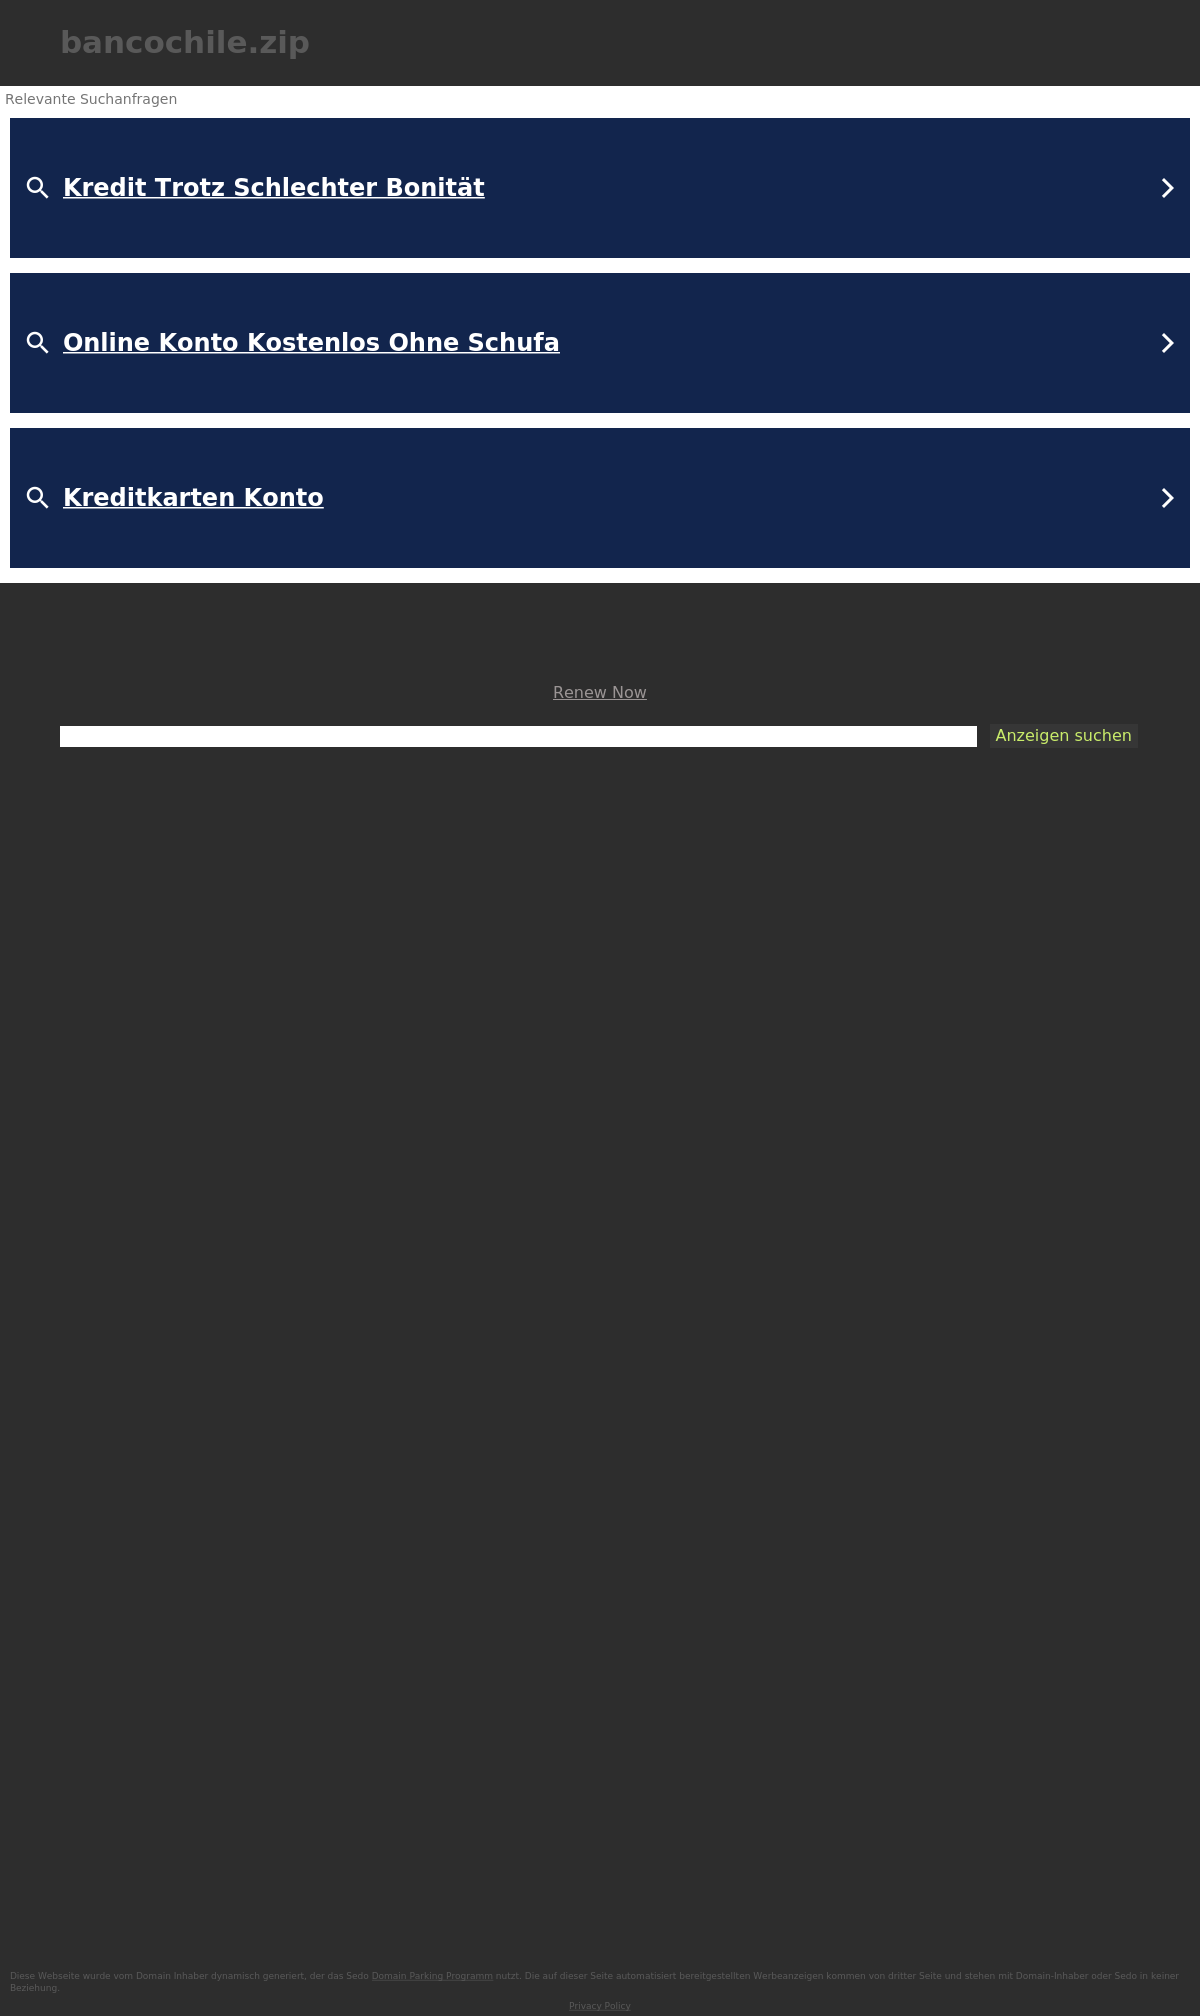 bancochile.zip
Relevante Suchanfragen
Kredit Trotz Schlechter Bonität
Online Konto Kostenlos Ohne Schufa
Kreditkarten Konto
Renew Now
Anzeigen suchen
Diese Webseite wurde vom Domain Inhaber dynamisch generiert, der das Sedo Domain Parking Programm nutzt. Die auf dieser Seite automatisiert bereitgestellten Werbeanzeigen kommen von dritter Seite und stehen mit Domain-Inhaber oder Sedo in keiner
Beziehung.
Privacy Policy